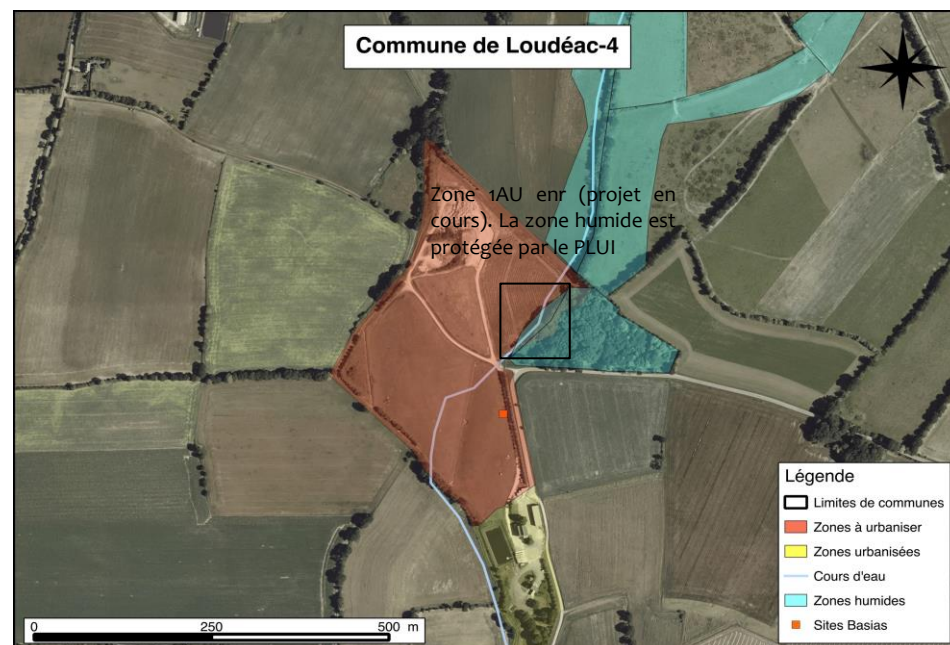 Commune de Loudéac-4
Zone 1AU enr (projet en
cours). La zone humide est
protégée par le PLUI
Légende
Limites de communes
Zones à urbaniser
Zones urbanisées
Cours d'eau
Zones humides
Sites Basias
0 250 500 m